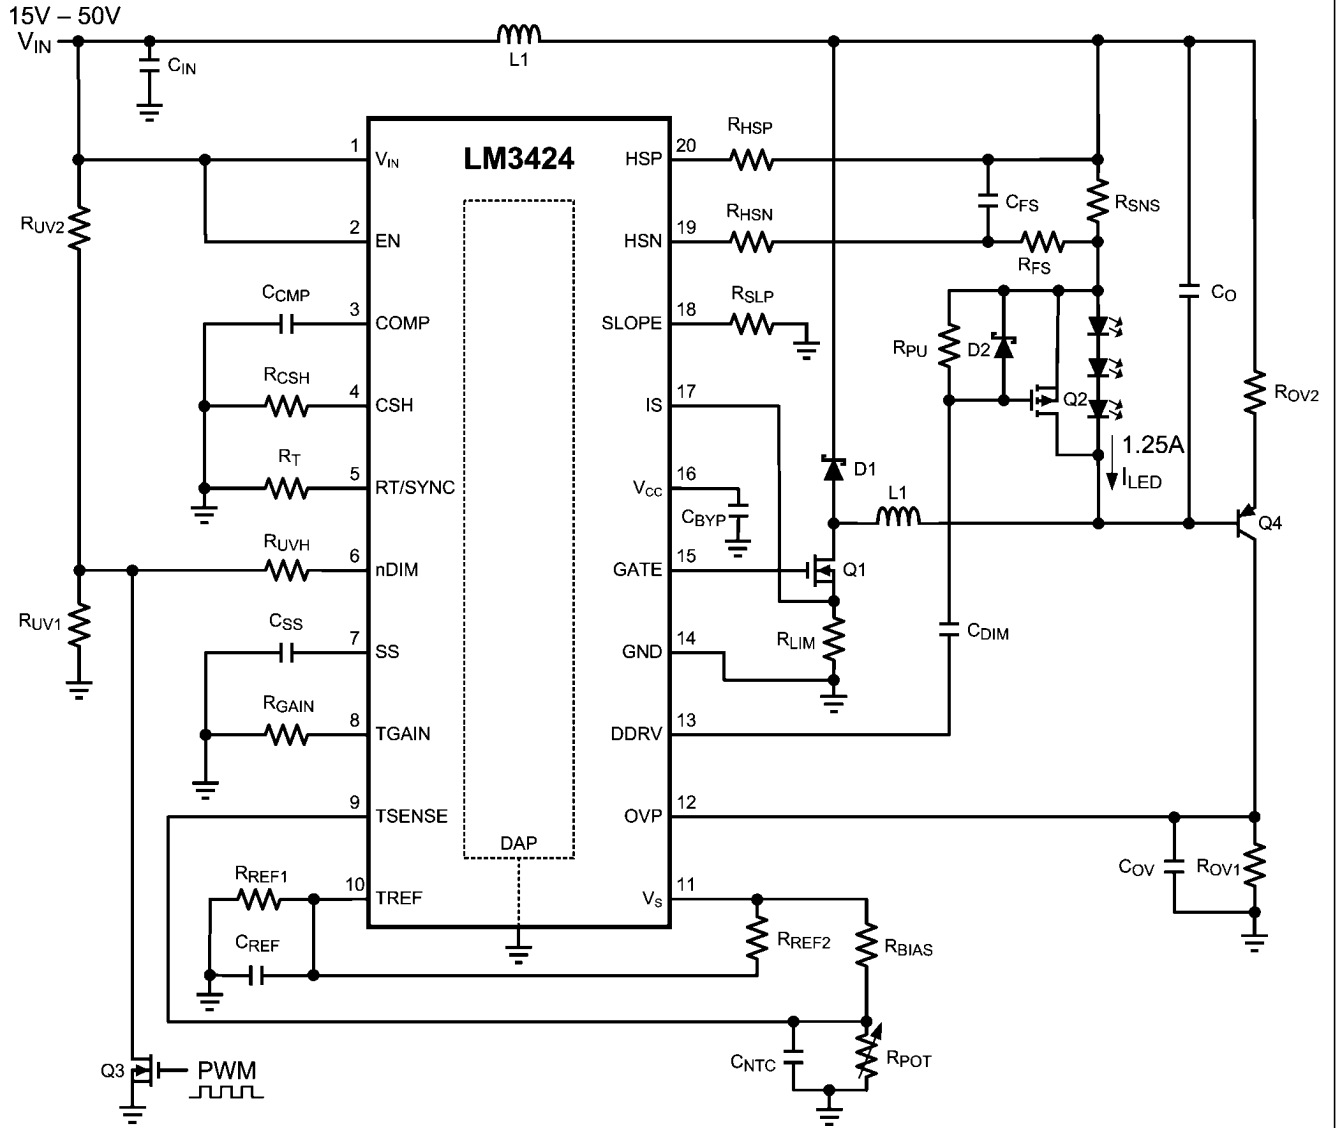 15V – 50V
VIN
CIN
L1
LM3424
RUV2
1
VIN
2
EN
CCMP
3
COMP
RCSH
4
CSH
RT
5
RT/SYNC
RUVH
6
nDIM
RUV1
CSS
7
SS
RGAIN
8
TGAIN
9
TSENSE
RREF1
10
TREF
CREF
DAP
HSP
20
RHSP
HSN
19
RHSN
CFS
RSNS
RFS
SLOPE
18
RSLP
RPU
D2
Q2
CO
ROV2
1.25A
ILED
IS
17
VCC
16
CBYP
D1
L1
Q4
GATE
15
Q1
GND
14
RLIM
CDIM
DDRV
13
OVP
12
COV
ROV1
VS
11
RREF2
RBIAS
CNTC
RPOT
Q3
PWM